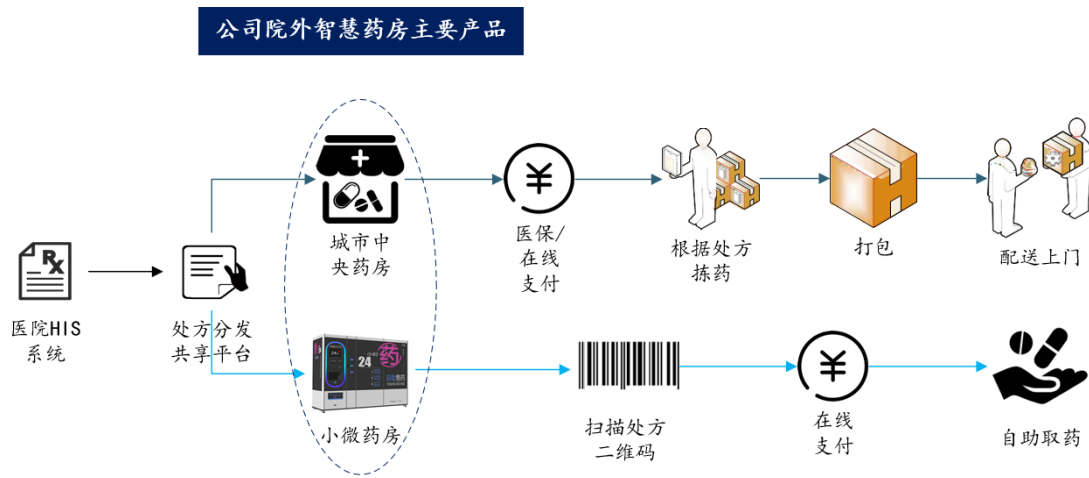 公司院外智慧药房主要产品
Rx
医院HIS
系统
处方分发
共享平台
城市中
央药房
医保/
在线
支付
根据处方
拣药
打包
配送上门
药
24
小微药房
扫描处方
二维码
在线
支付
自助取药